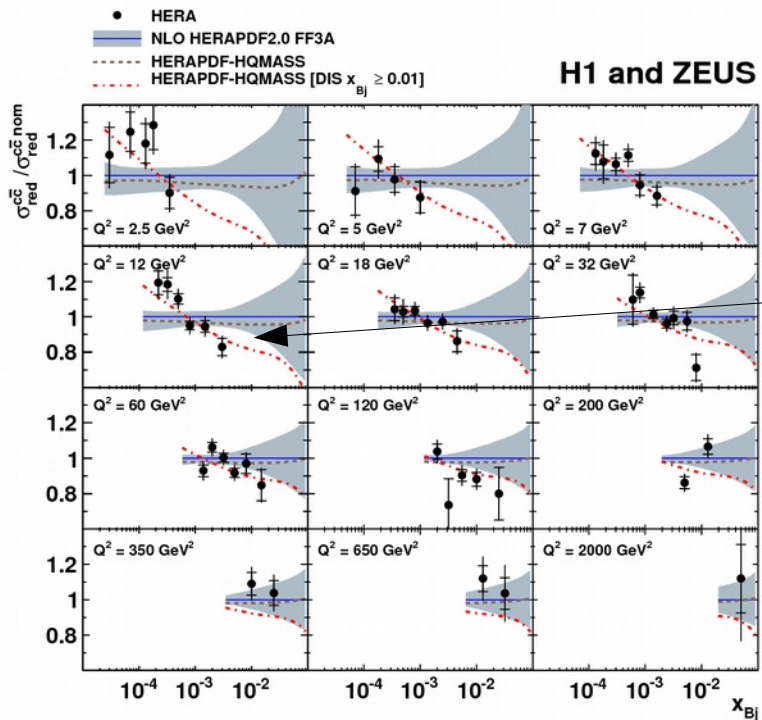 HERA
NLO HERAPDF2.0 FF3A
HERAPDF-HQMASS
HERAPDF-HQMASS [DIS x_Bj ≥ 0.01]
H1 and ZEUS
σ_red^cc̄ / σ_red^cc̄ nom
1.2
1
0.8
Q² = 2.5 GeV²
Q² = 5 GeV²
Q² = 7 GeV²
Q² = 12 GeV²
Q² = 18 GeV²
Q² = 32 GeV²
1.2
1
0.8
Q² = 60 GeV²
Q² = 120 GeV²
Q² = 200 GeV²
1.2
1
0.8
Q² = 350 GeV²
Q² = 650 GeV²
Q² = 2000 GeV²
1.2
1
0.8
10⁻⁴ 10⁻³ 10⁻² 10⁻⁴ 10⁻³ 10⁻² 10⁻⁴ 10⁻³ 10⁻²
x_Bj